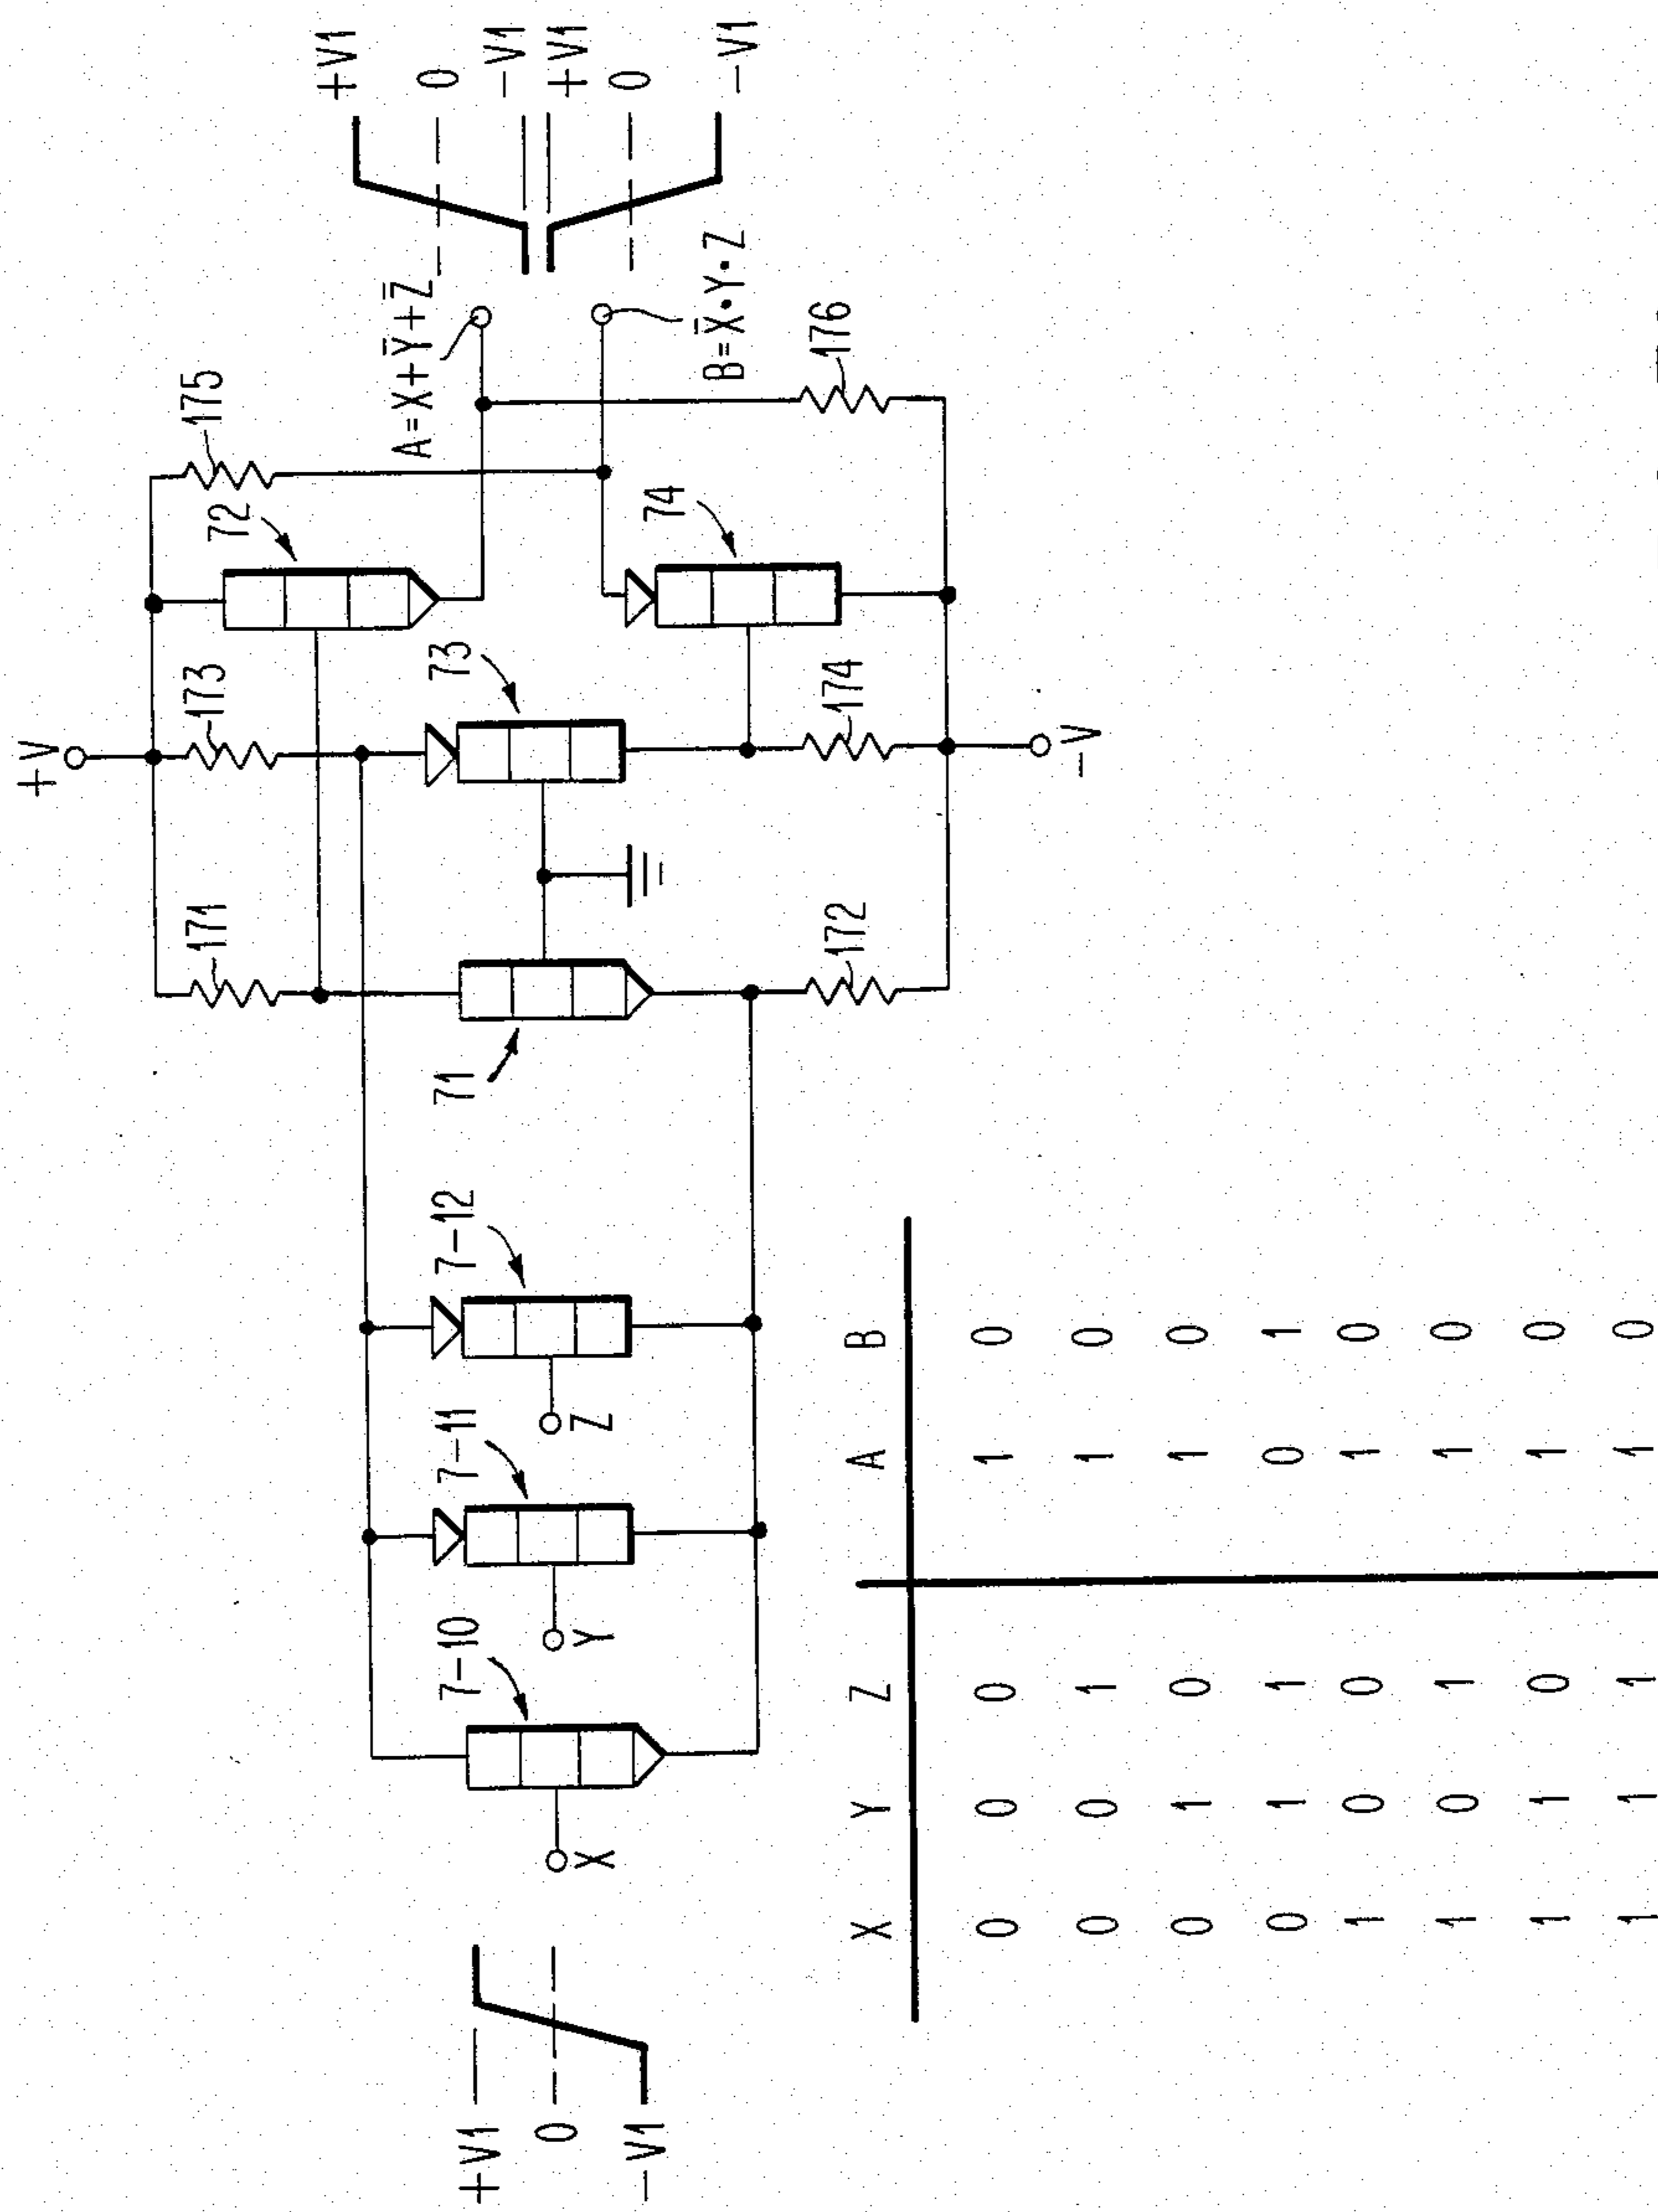 +V
171
173
72
175
+V1
0
-V1
7-10
7-11
7-12
71
73
A=X+Ȳ+Z̄
+V1
0
-V1
+V1
0
-V1
X
Y
Z
74
B=X̄•Y•Z
172
174
176
-V
X Y Z A B
0 0 0 1 0
0 0 1 1 0
0 1 0 1 0
0 1 1 0 1
1 0 0 1 0
1 0 1 1 0
1 1 0 1 0
1 1 1 1 0